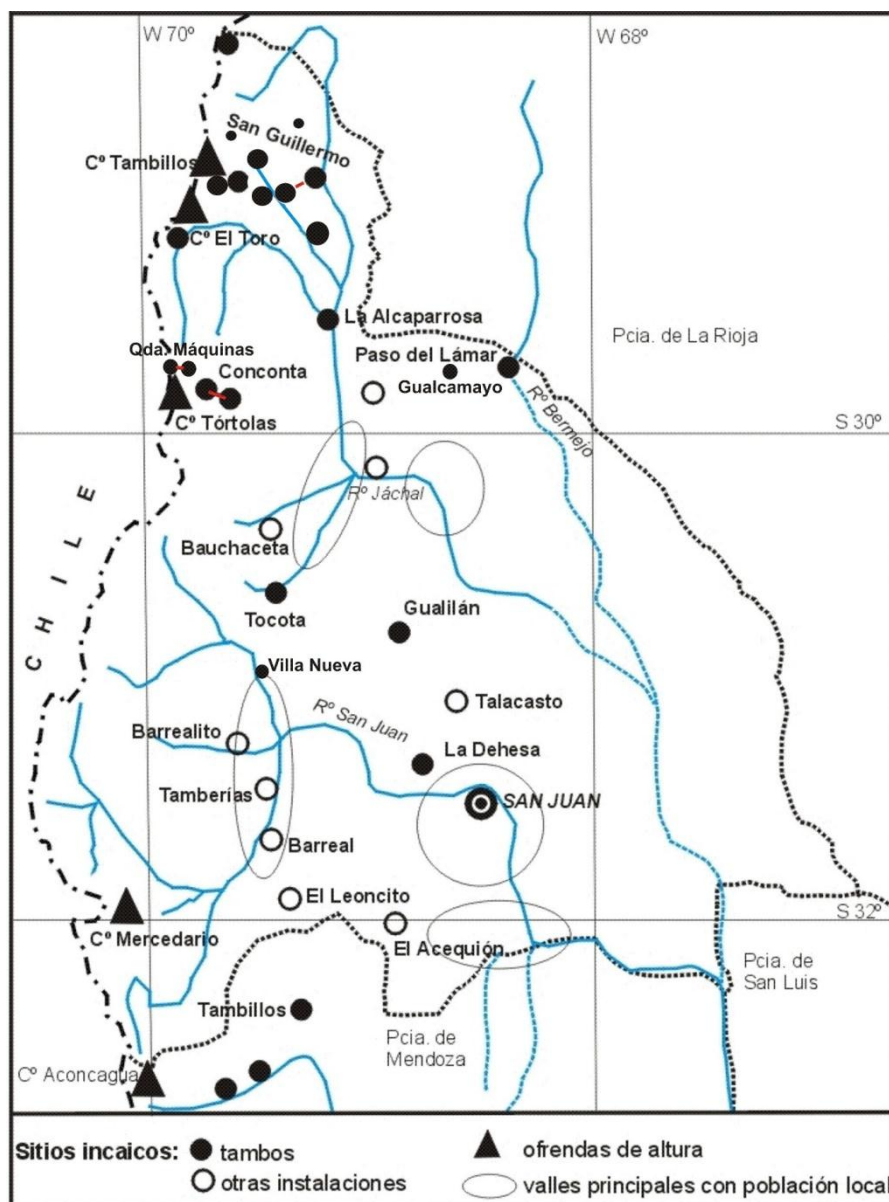 W 70º
W 68º
San Guillermo
Cº Tambillos
Cº El Toro
La Alcaparrosa
Pcia. de La Rioja
Qda. Máquinas
Paso del Lámar
Conconta
Gualcamayo
Cº Tórtolas
Rº Bermejo
S 30º
CHILE
Rº Jáchal
Bauchaceta
Tocota
Gualilán
Villa Nueva
Talacasto
Barrealito
Rº San Juan
La Dehesa
Tamberías
SAN JUAN
Barreal
El Leoncito
S 32º
Cº Mercedario
El Acequión
Pcia. de
San Luis
Tambillos
Pcia. de
Mendoza
Cº Aconcagua
Sitios incaicos: tambos
ofrendas de altura
otras instalaciones
valles principales con población local